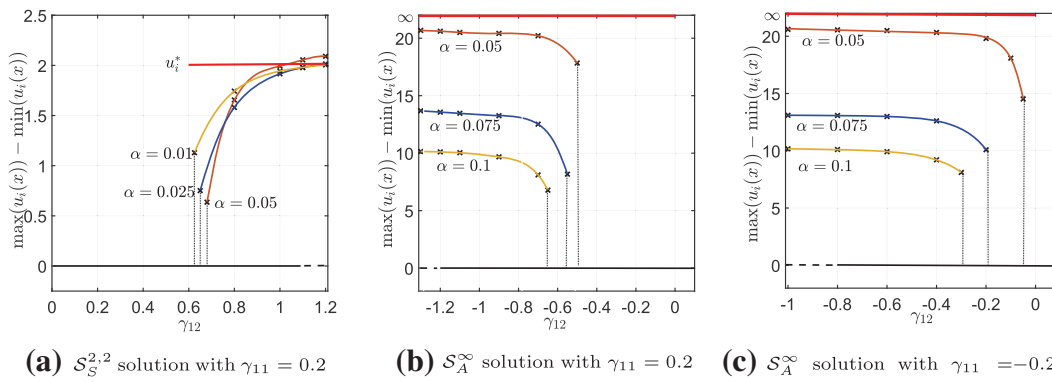 max(u_i(x)) − min(u_i(x))
2.5
2
1.5
1
0.5
0
u_i^*
α = 0.01
α = 0.025
α = 0.05
0 0.2 0.4 0.6 0.8 1 1.2
γ_12
(a) S_S^{2,2} solution with γ_11 = 0.2
max(u_i(x)) − min(u_i(x))
∞
20
15
10
5
0
α = 0.05
α = 0.075
α = 0.1
-1.2 -1 -0.8 -0.6 -0.4 -0.2 0
γ_12
(b) S_A^∞ solution with γ_11 = 0.2
max(u_i(x)) − min(u_i(x))
∞
20
15
10
5
0
α = 0.05
α = 0.075
α = 0.1
-1 -0.8 -0.6 -0.4 -0.2 0
γ_12
(c) S_A^∞ solution with γ_11 =−0.2